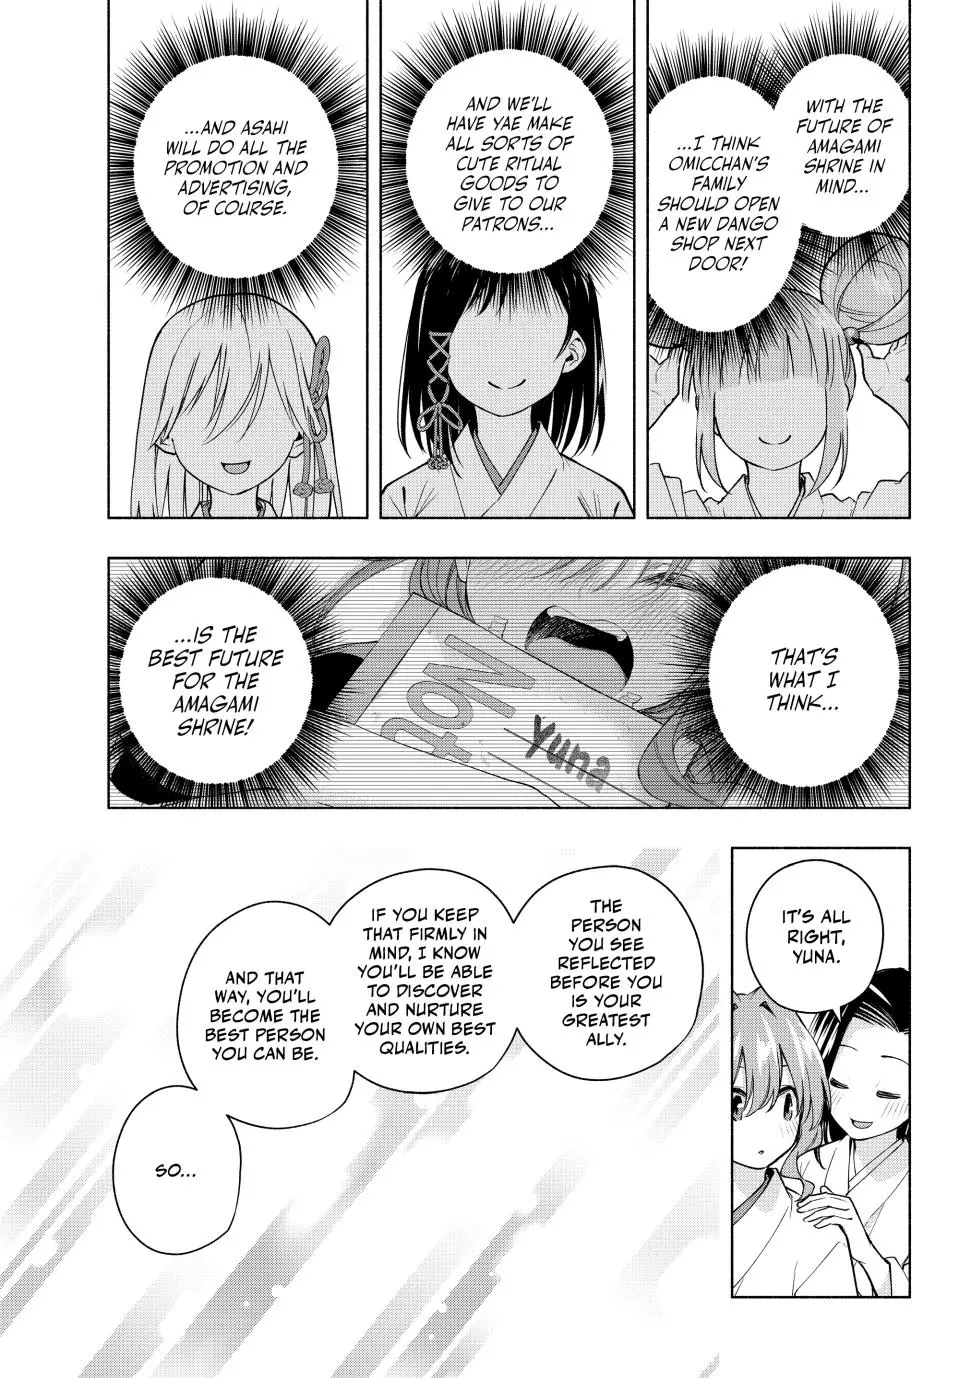 WITH THE
FUTURE OF
AMAGAMI
SHRINE IN
MIND...
...I THINK
OMICCHAN'S
FAMILY
SHOULD OPEN
A NEW DANGO
SHOP NEXT
DOOR!
AND WE'LL
HAVE YAE MAKE
ALL SORTS OF
CUTE RITUAL
GOODS TO
GIVE TO OUR
PATRONS...
...AND ASAHI
WILL DO ALL THE
PROMOTION AND
ADVERTISING,
OF COURSE.
THAT'S
WHAT I
THINK...
Yuna
...IS THE
BEST FUTURE
FOR THE
AMAGAMI
SHRINE!
IT'S ALL
RIGHT,
YUNA.
THE
PERSON
YOU SEE
REFLECTED
BEFORE YOU
IS YOUR
GREATEST
ALLY.
IF YOU KEEP
THAT FIRMLY IN
MIND, I KNOW
YOU'LL BE ABLE
TO DISCOVER
AND NURTURE
YOUR OWN BEST
QUALITIES.
AND THAT
WAY, YOU'LL
BECOME THE
BEST PERSON
YOU CAN BE.
SO...